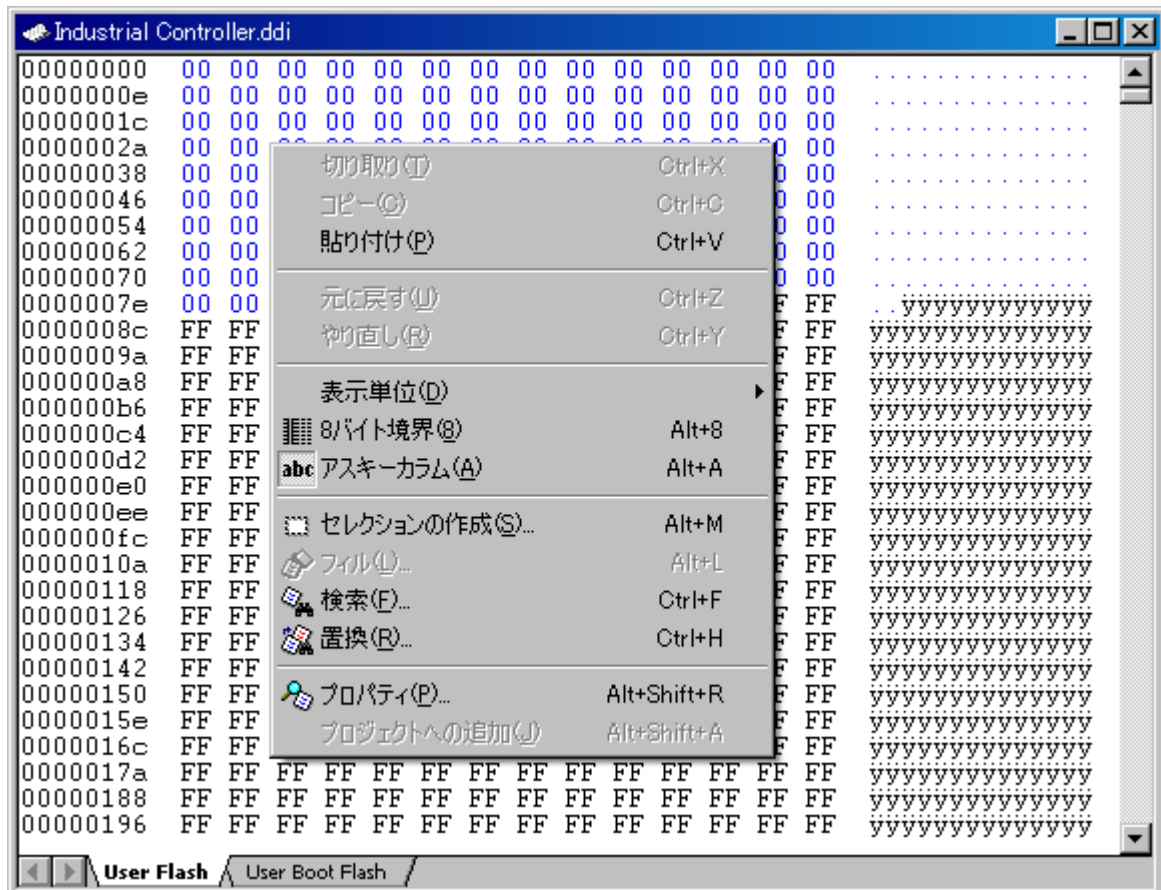 Industrial Controller.ddi
00000000 00 00 00 00 00 00 00 00 00 00 00 00 00 00 ..............
0000000e 00 00 00 00 00 00 00 00 00 00 00 00 00 00 ..............
0000001c 00 00 00 00 00 00 00 00 00 00 00 00 00 00 ..............
0000002a 00 00 00 ..............
00000038 00 00 00 ..............
00000046 00 00 00 ..............
00000054 00 00 00 ..............
00000062 00 00 00 ..............
00000070 00 00 00 ..............
0000007e 00 00 FF ..ÿÿÿÿÿÿÿÿÿÿÿÿ
0000008c FF FF FF ÿÿÿÿÿÿÿÿÿÿÿÿÿÿ
0000009a FF FF FF ÿÿÿÿÿÿÿÿÿÿÿÿÿÿ
000000a8 FF FF FF ÿÿÿÿÿÿÿÿÿÿÿÿÿÿ
000000b6 FF FF FF ÿÿÿÿÿÿÿÿÿÿÿÿÿÿ
000000c4 FF FF FF ÿÿÿÿÿÿÿÿÿÿÿÿÿÿ
000000d2 FF FF FF ÿÿÿÿÿÿÿÿÿÿÿÿÿÿ
000000e0 FF FF FF ÿÿÿÿÿÿÿÿÿÿÿÿÿÿ
000000ee FF FF FF ÿÿÿÿÿÿÿÿÿÿÿÿÿÿ
000000fc FF FF FF ÿÿÿÿÿÿÿÿÿÿÿÿÿÿ
0000010a FF FF FF ÿÿÿÿÿÿÿÿÿÿÿÿÿÿ
00000118 FF FF FF ÿÿÿÿÿÿÿÿÿÿÿÿÿÿ
00000126 FF FF FF ÿÿÿÿÿÿÿÿÿÿÿÿÿÿ
00000134 FF FF FF ÿÿÿÿÿÿÿÿÿÿÿÿÿÿ
00000142 FF FF FF ÿÿÿÿÿÿÿÿÿÿÿÿÿÿ
00000150 FF FF FF ÿÿÿÿÿÿÿÿÿÿÿÿÿÿ
0000015e FF FF FF ÿÿÿÿÿÿÿÿÿÿÿÿÿÿ
0000016c FF FF FF ÿÿÿÿÿÿÿÿÿÿÿÿÿÿ
0000017a FF FF FF FF FF FF FF FF FF FF FF FF FF FF ÿÿÿÿÿÿÿÿÿÿÿÿÿÿ
00000188 FF FF FF FF FF FF FF FF FF FF FF FF FF FF ÿÿÿÿÿÿÿÿÿÿÿÿÿÿ
00000196 FF FF FF FF FF FF FF FF FF FF FF FF FF FF ÿÿÿÿÿÿÿÿÿÿÿÿÿÿ
切り取り(T) Ctrl+X
コピー(C) Ctrl+C
貼り付け(P) Ctrl+V
元に戻す(U) Ctrl+Z
やり直し(R) Ctrl+Y
表示単位(D)
8バイト境界(8) Alt+8
abc アスキーカラム(A) Alt+A
セレクションの作成(S)... Alt+M
フィル(L)... Alt+L
検索(F)... Ctrl+F
置換(R)... Ctrl+H
プロパティ(P)... Alt+Shift+R
プロジェクトへの追加(J) Alt+Shift+A
User Flash User Boot Flash